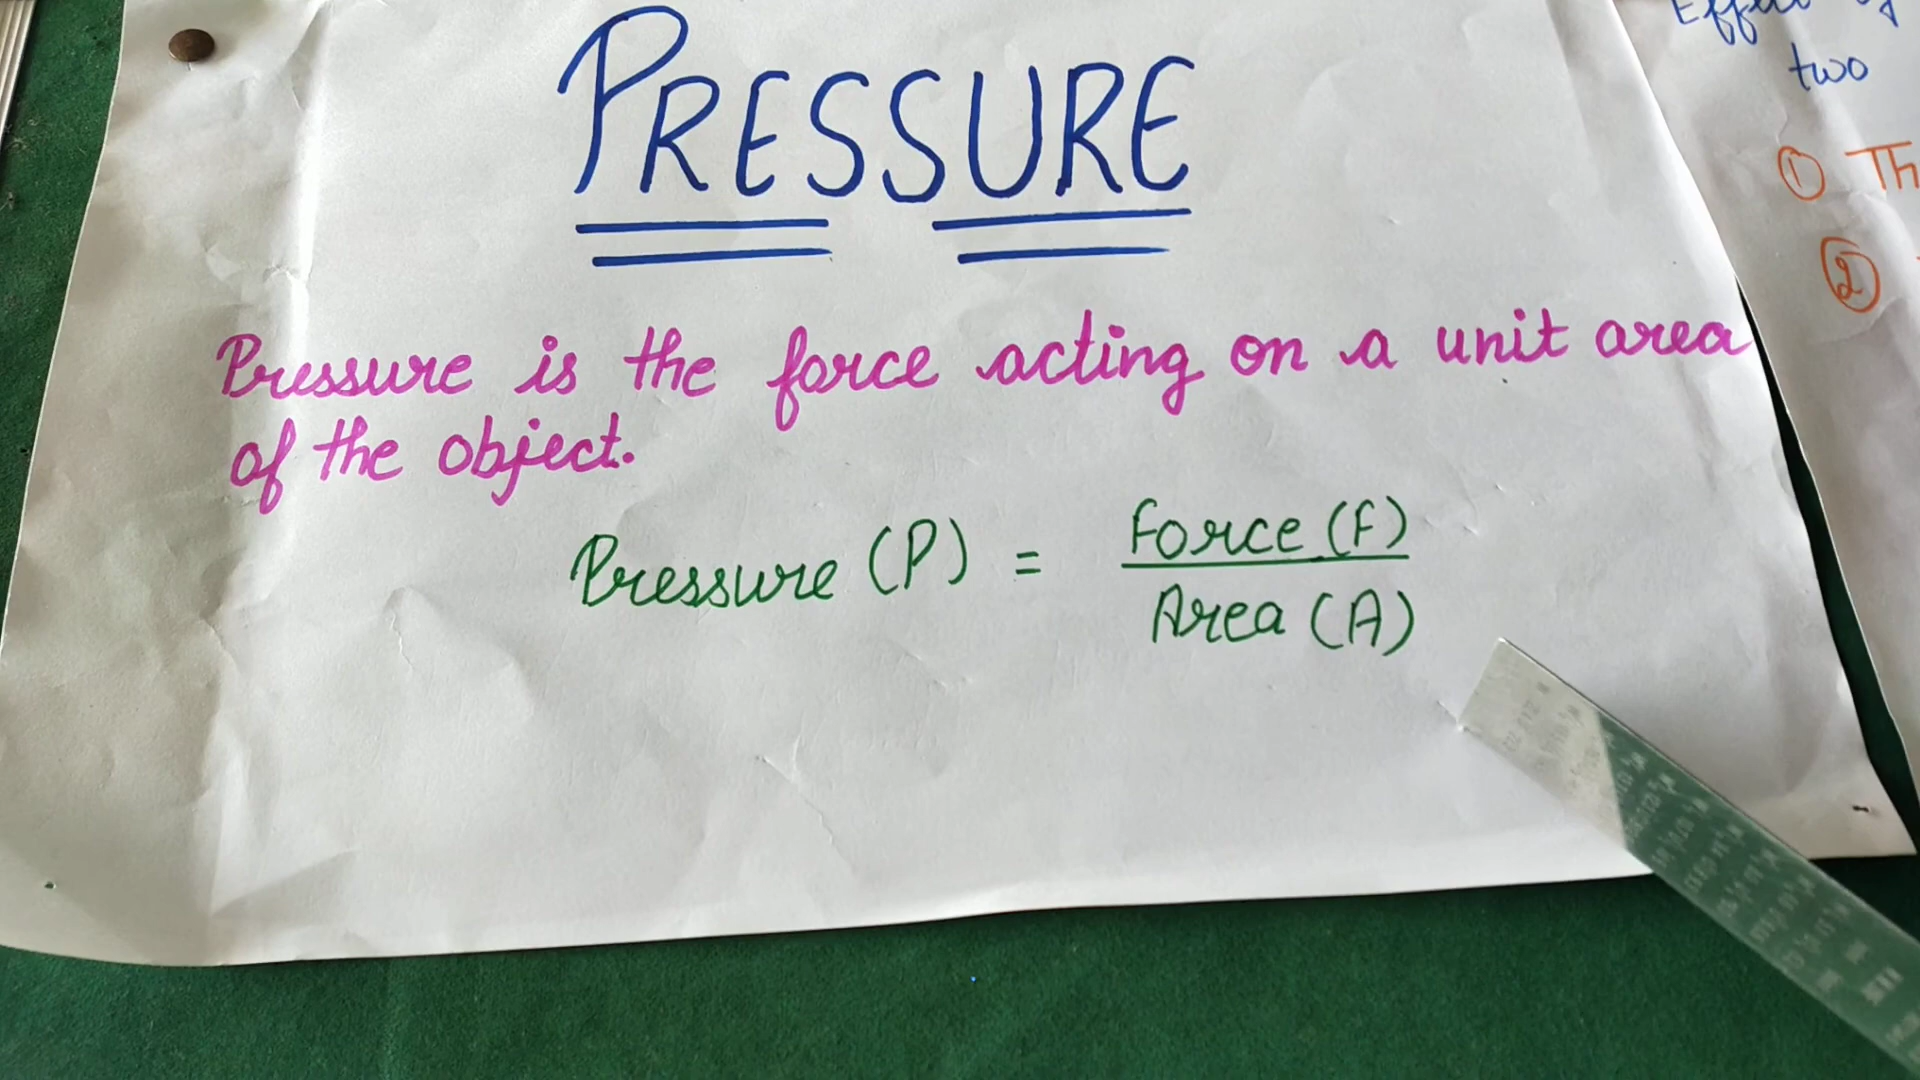 PRESSURE
Pressure is the force acting on a unit area
of the object.
Pressure (P) = Force (F)
Area (A)
two
① Th
②